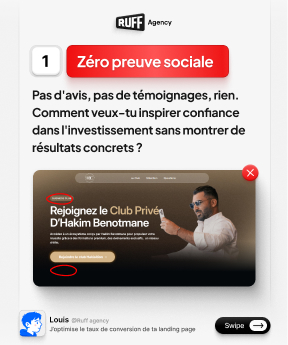 RUFF Agency
1 Zéro preuve sociale
Pas d'avis, pas de témoignages, rien.
Comment veux-tu inspirer confiance
dans l'investissement sans montrer de
résultats concrets ?
Rejoignez le Club Privé
D'Hakim Benotmane
Louis @Ruff agency
J'optimise le taux de conversion de ta landing page
Swipe